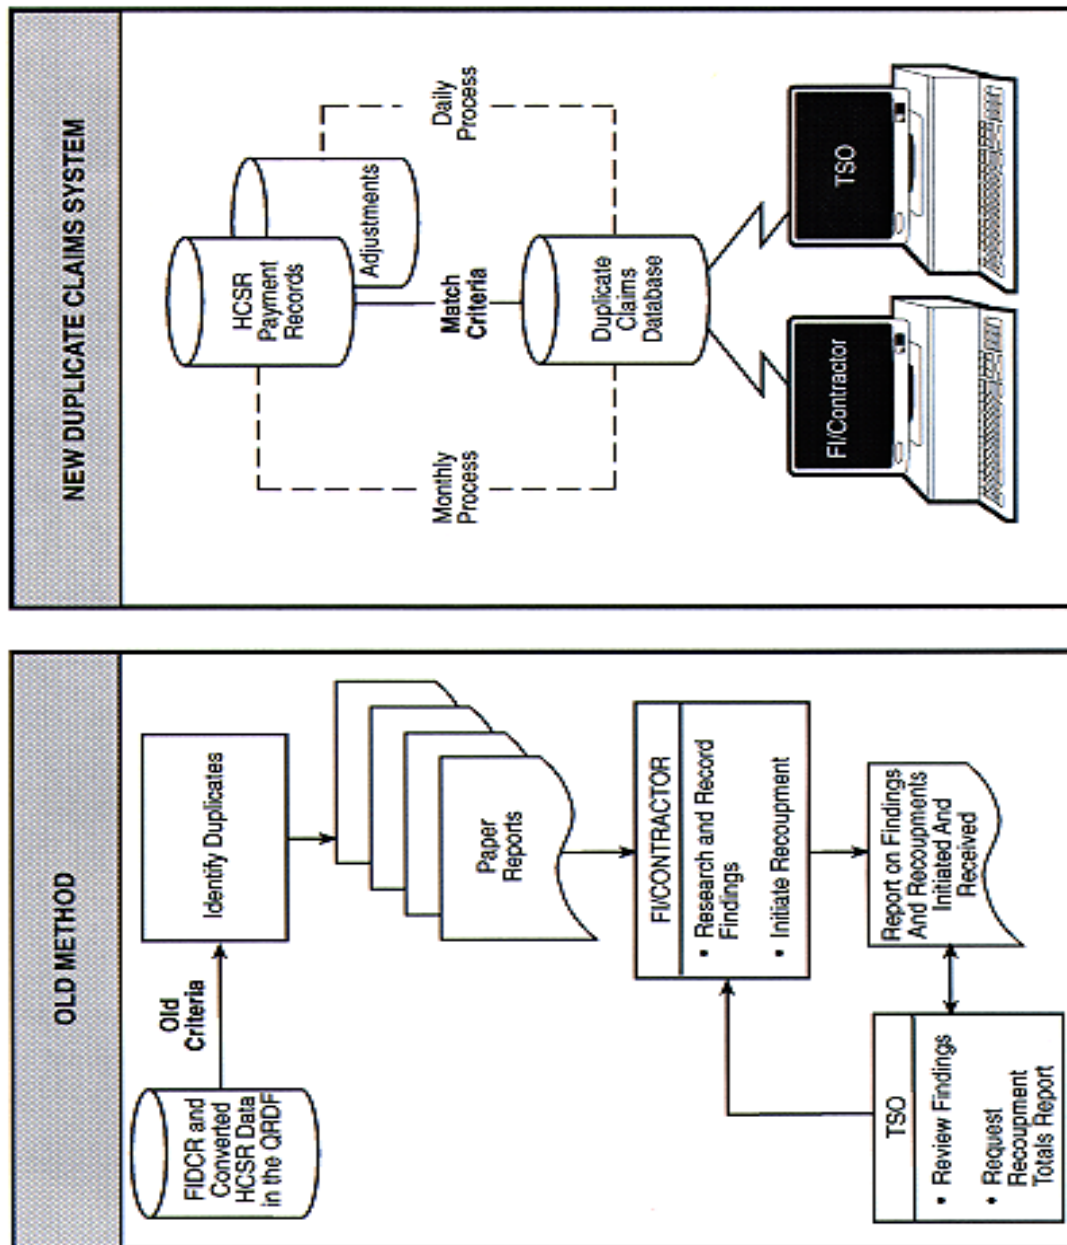 OLD METHOD
FIDCR and
Converted
HCSR Data
in the QRDF
Old
Criteria
Identify Duplicates
Paper
Reports
FI/CONTRACTOR
• Research and Record
Findings
• Initiate Recoupment
TSO
• Review Findings
• Request
Recoupment
Totals Report
Report on Findings
And Recoupments
Initiated And
Received
NEW DUPLICATE CLAIMS SYSTEM
HCSR
Payment
Records
Adjustments
Monthly
Process
Match
Criteria
Daily
Process
Duplicate
Claims
Database
FI/Contractor
TSO